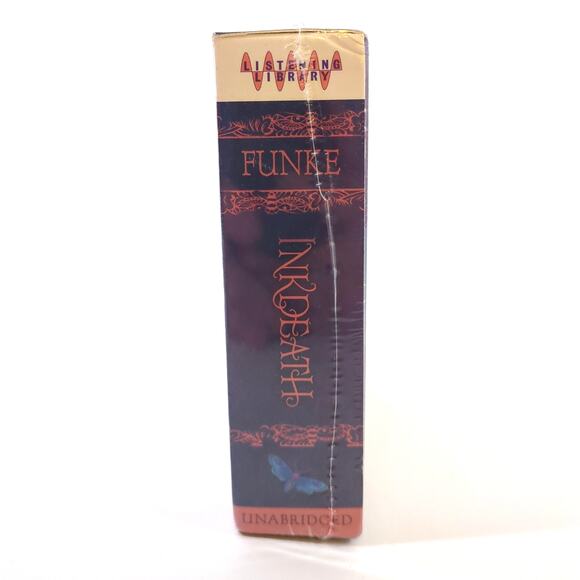 LISTENING
LIBRARY
FUNKE
INKDEATH
UNABRIDGED